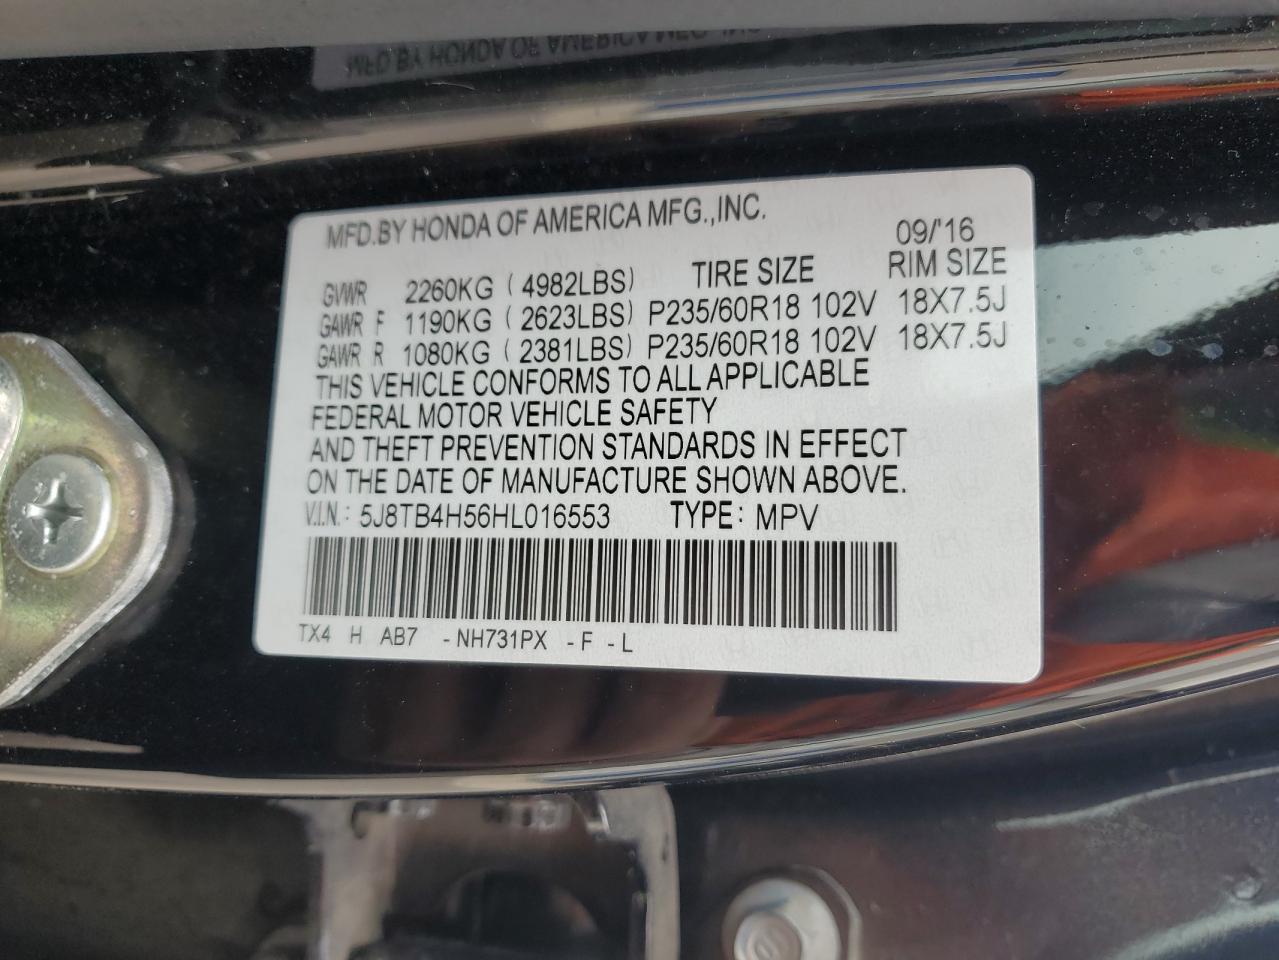 MFD.BY HONDA OF AMERICA MFG.,INC.
09/'16
GVWR 2260KG (4982LBS) TIRE SIZE RIM SIZE
GAWR F 1190KG (2623LBS) P235/60R18 102V 18X7.5J
GAWR R 1080KG (2381LBS) P235/60R18 102V 18X7.5J
THIS VEHICLE CONFORMS TO ALL APPLICABLE
FEDERAL MOTOR VEHICLE SAFETY
AND THEFT PREVENTION STANDARDS IN EFFECT
ON THE DATE OF MANUFACTURE SHOWN ABOVE.
V.I.N.: 5J8TB4H56HL016553 TYPE: MPV
TX4 H AB7 -NH731PX -F -L